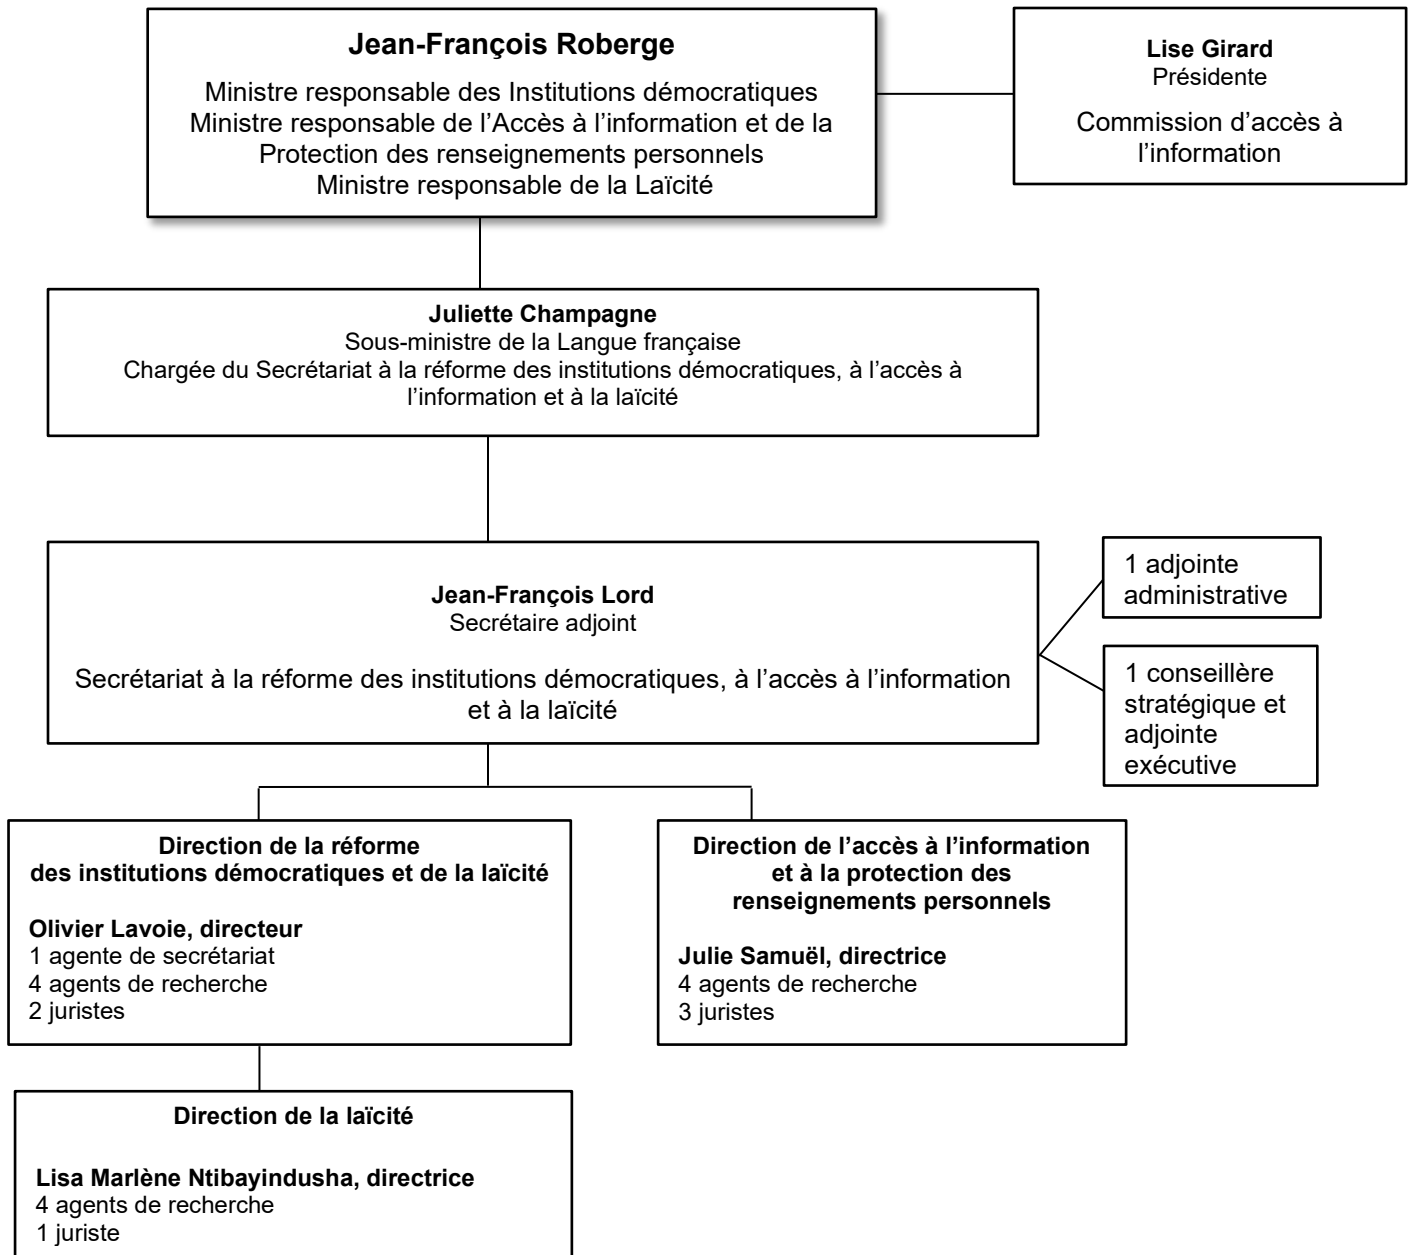 Jean-François Roberge
Ministre responsable des Institutions démocratiques
Ministre responsable de l’Accès à l’information et de la
Protection des renseignements personnels
Ministre responsable de la Laïcité
Lise Girard
Présidente
Commission d’accès à
l’information
Juliette Champagne
Sous-ministre de la Langue française
Chargée du Secrétariat à la réforme des institutions démocratiques, à l’accès à
l’information et à la laïcité
Jean-François Lord
Secrétaire adjoint
Secrétariat à la réforme des institutions démocratiques, à l’accès à l’information
et à la laïcité
1 adjointe
administrative
1 conseillère
stratégique et
adjointe
exécutive
Direction de la réforme
des institutions démocratiques et de la laïcité
Olivier Lavoie, directeur
1 agente de secrétariat
4 agents de recherche
2 juristes
Direction de l’accès à l’information
et à la protection des
renseignements personnels
Julie Samuël, directrice
4 agents de recherche
3 juristes
Direction de la laïcité
Lisa Marlène Ntibayindusha, directrice
4 agents de recherche
1 juriste